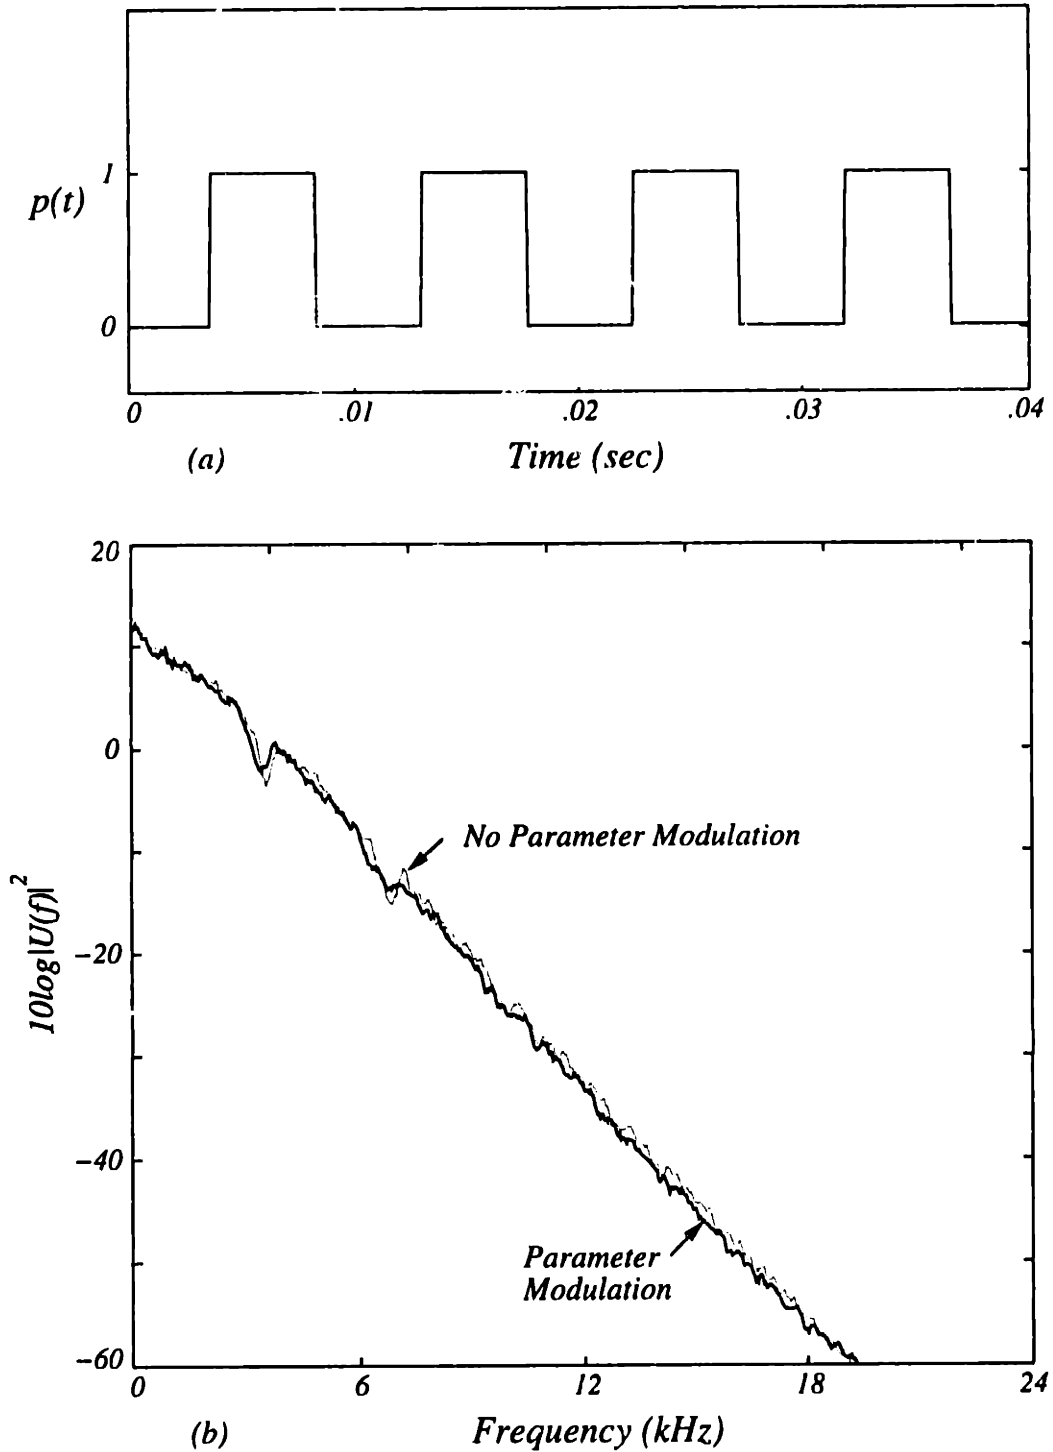 1
p(t)
0
0 .01 .02 .03 .04
(a) Time (sec)
20
0
No Parameter Modulation
10log|U(f)|²
−20
−40
Parameter
Modulation
−60
0 6 12 18 24
(b) Frequency (kHz)